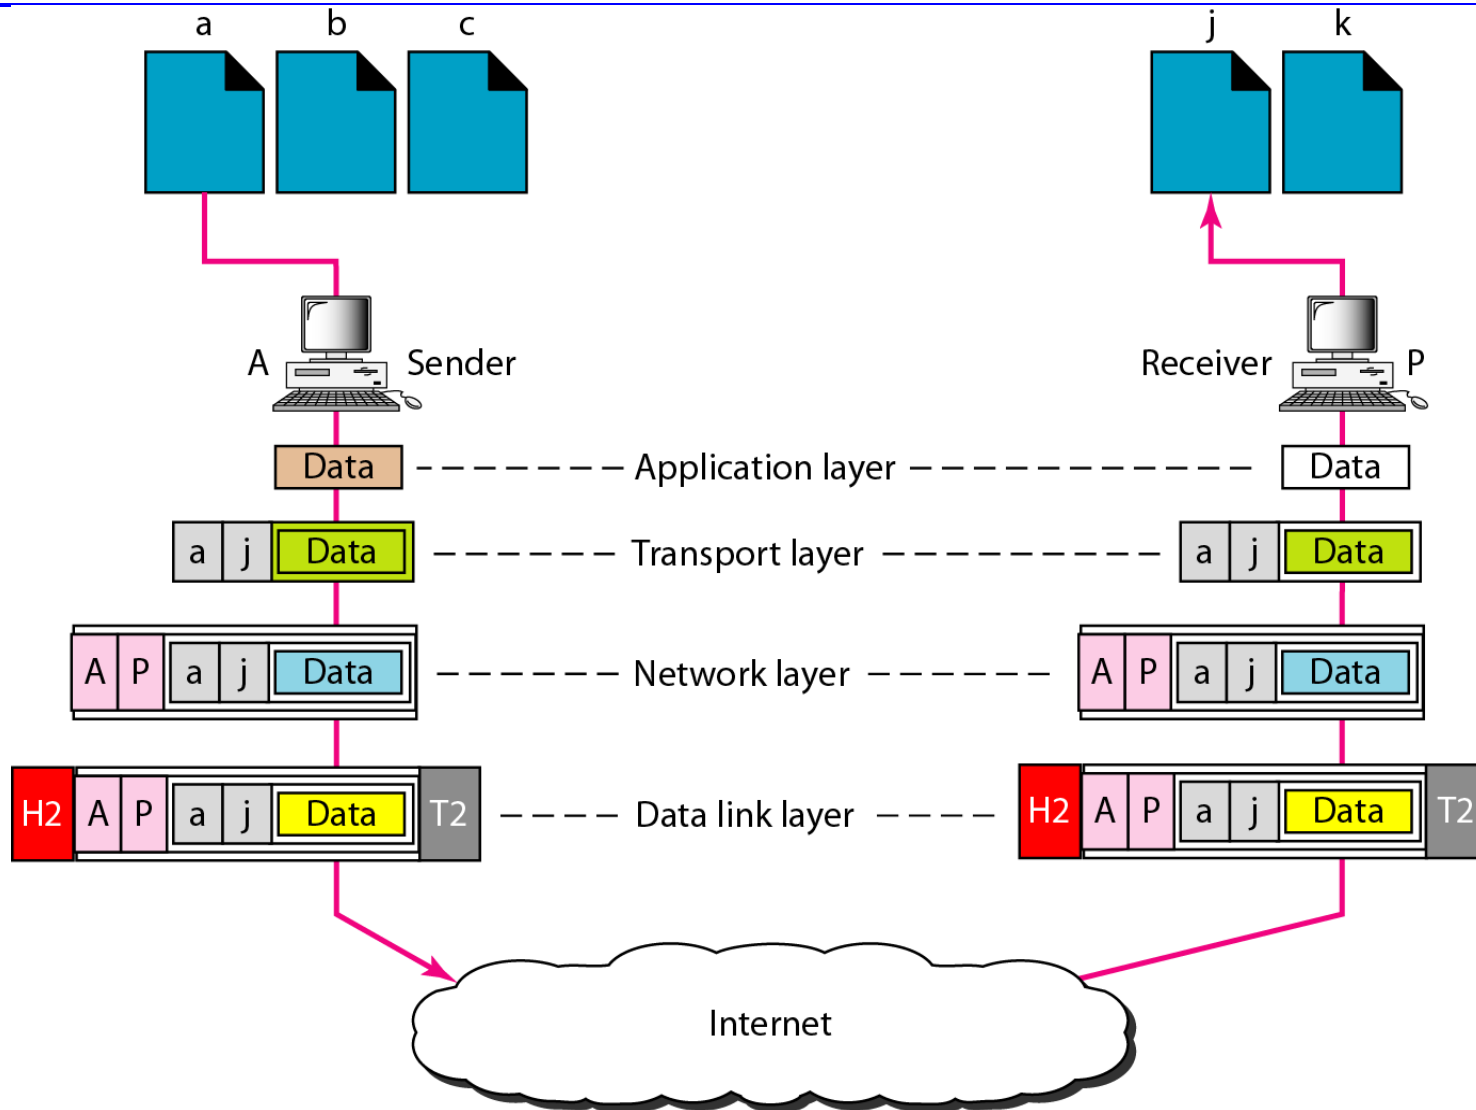 a b c j k
A Sender Receiver P
Data Application layer Data
a j Data Transport layer a j Data
A P a j Data Network layer A P a j Data
H2 A P a j Data T2 Data link layer H2 A P a j Data T2
Internet